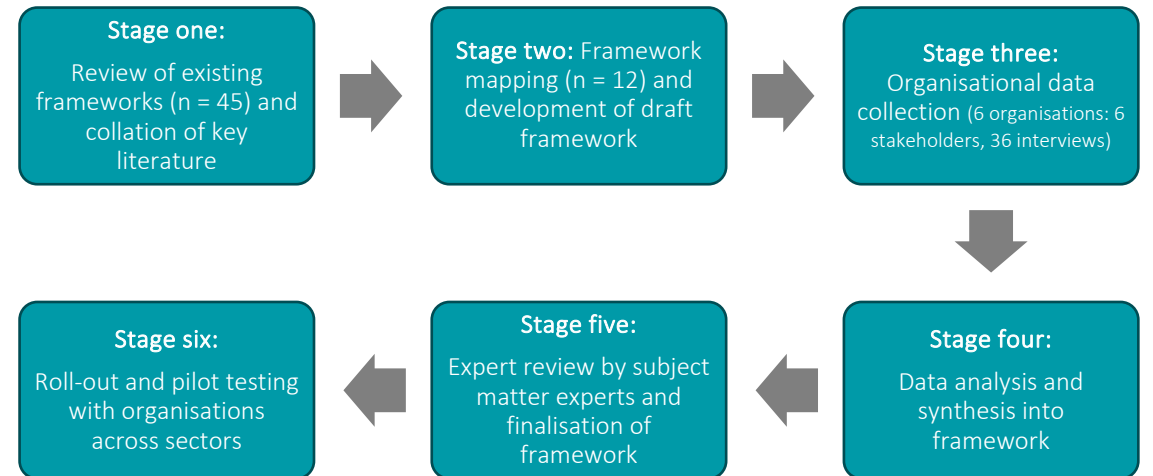 Stage one:
Review of existing
frameworks (n = 45) and
collation of key
literature
Stage two: Framework
mapping (n = 12) and
development of draft
framework
Stage three:
Organisational data
collection (6 organisations: 6
stakeholders, 36 interviews)
Stage four:
Data analysis and
synthesis into
framework
Stage five:
Expert review by subject
matter experts and
finalisation of
framework
Stage six:
Roll-out and pilot testing
with organisations
across sectors